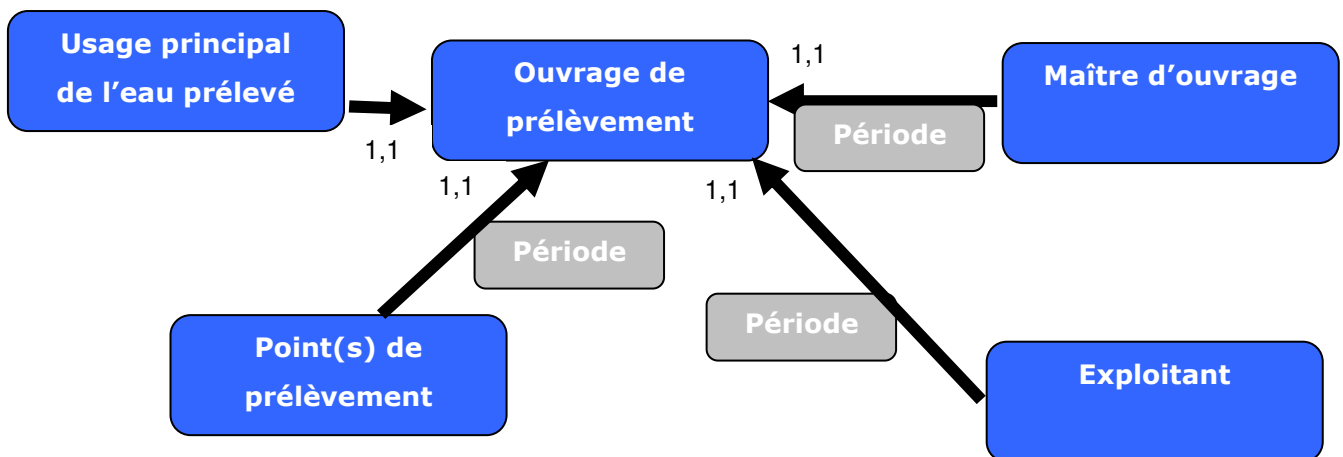 Usage principal
de l'eau prélevé
1,1
Ouvrage de
prélèvement
1,1
Maître d'ouvrage
Période
1,1
1,1
Période
Période
Point(s) de
prélèvement
Exploitant